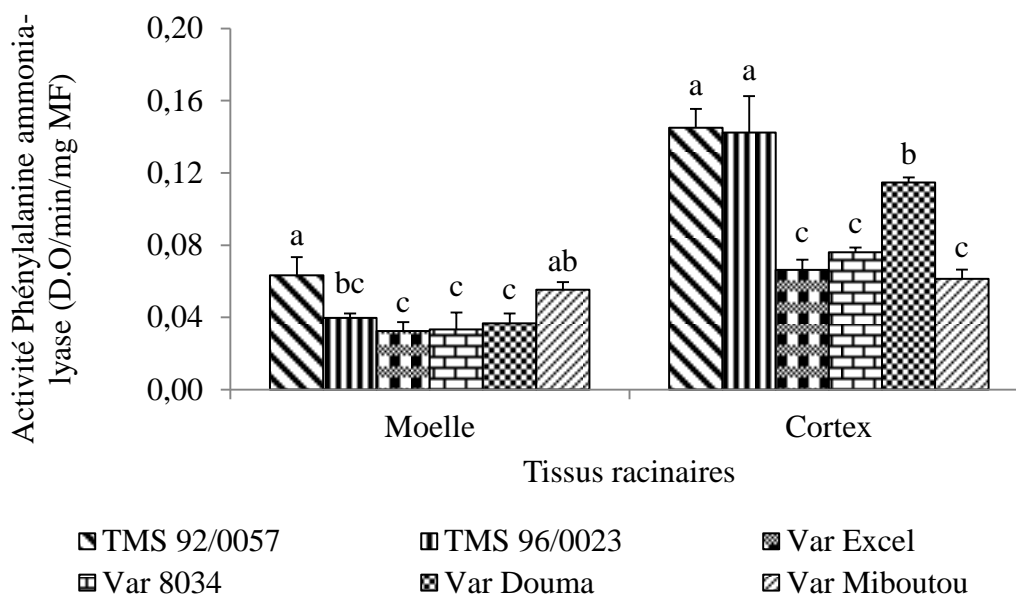 Activité Phénylalanine ammonia-
lyase (D.O/min/mg MF)
0,20
0,16
0,12
0,08
0,04
0,00
a
bc
c
c
c
ab
a
a
c
c
b
c
Moelle
Cortex
Tissus racinaires
TMS 92/0057
TMS 96/0023
Var Excel
Var 8034
Var Douma
Var Miboutou